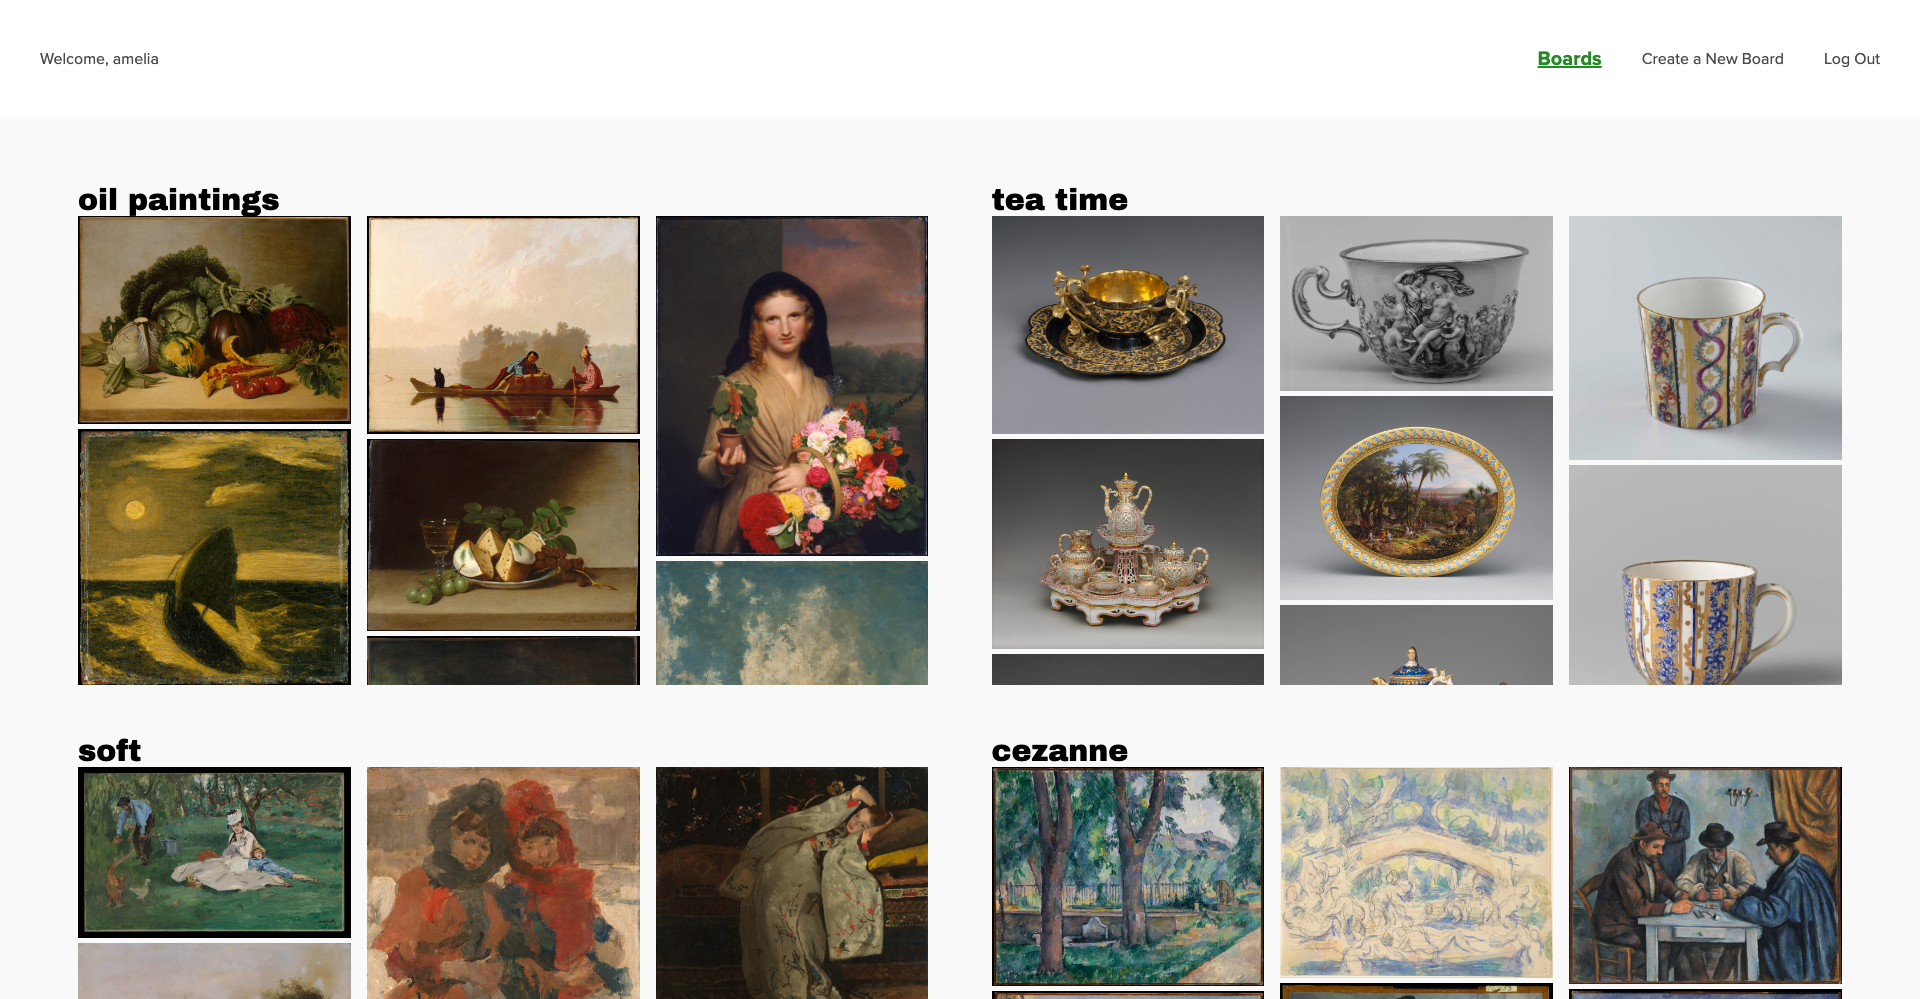 Welcome, amelia
Boards
Create a New Board
Log Out
oil paintings
tea time
soft
cezanne